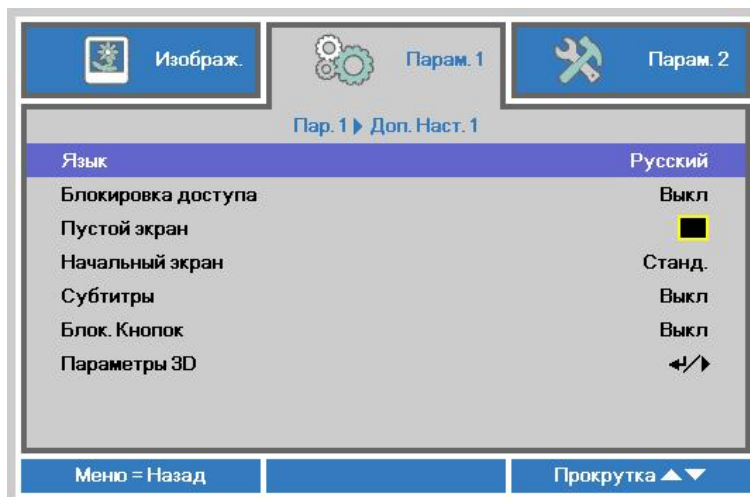 Изображ. Парам. 1 Парам. 2
Пар. 1 Доп. Наст. 1
Язык Русский
Блокировка доступа Выкл
Пустой экран
Начальный экран Станд.
Субтитры Выкл
Блок. Кнопок Выкл
Параметры 3D
Меню = Назад Прокрутка